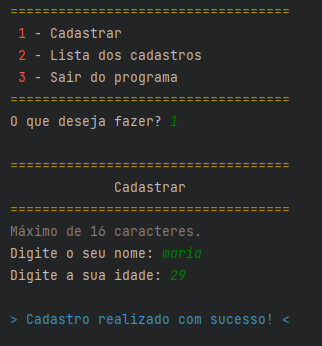 ===================================
1 - Cadastrar
2 - Lista dos cadastros
3 - Sair do programa
===================================
O que deseja fazer? 1
===================================
Cadastrar
===================================
Máximo de 16 caracteres.
Digite o seu nome: maria
Digite a sua idade: 29
> Cadastro realizado com sucesso! <